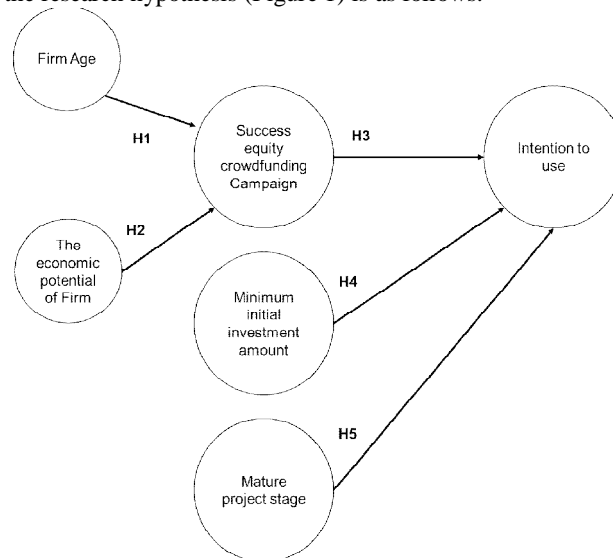 the research hypothesis (Figure 1) is as follows:
Firm Age
H1
Success
equity
crowdfunding
Campaign
H3
Intention to
use
H2
The
economic
potential
of Firm
Minimum
initial
investment
amount
H4
H5
Mature
project stage